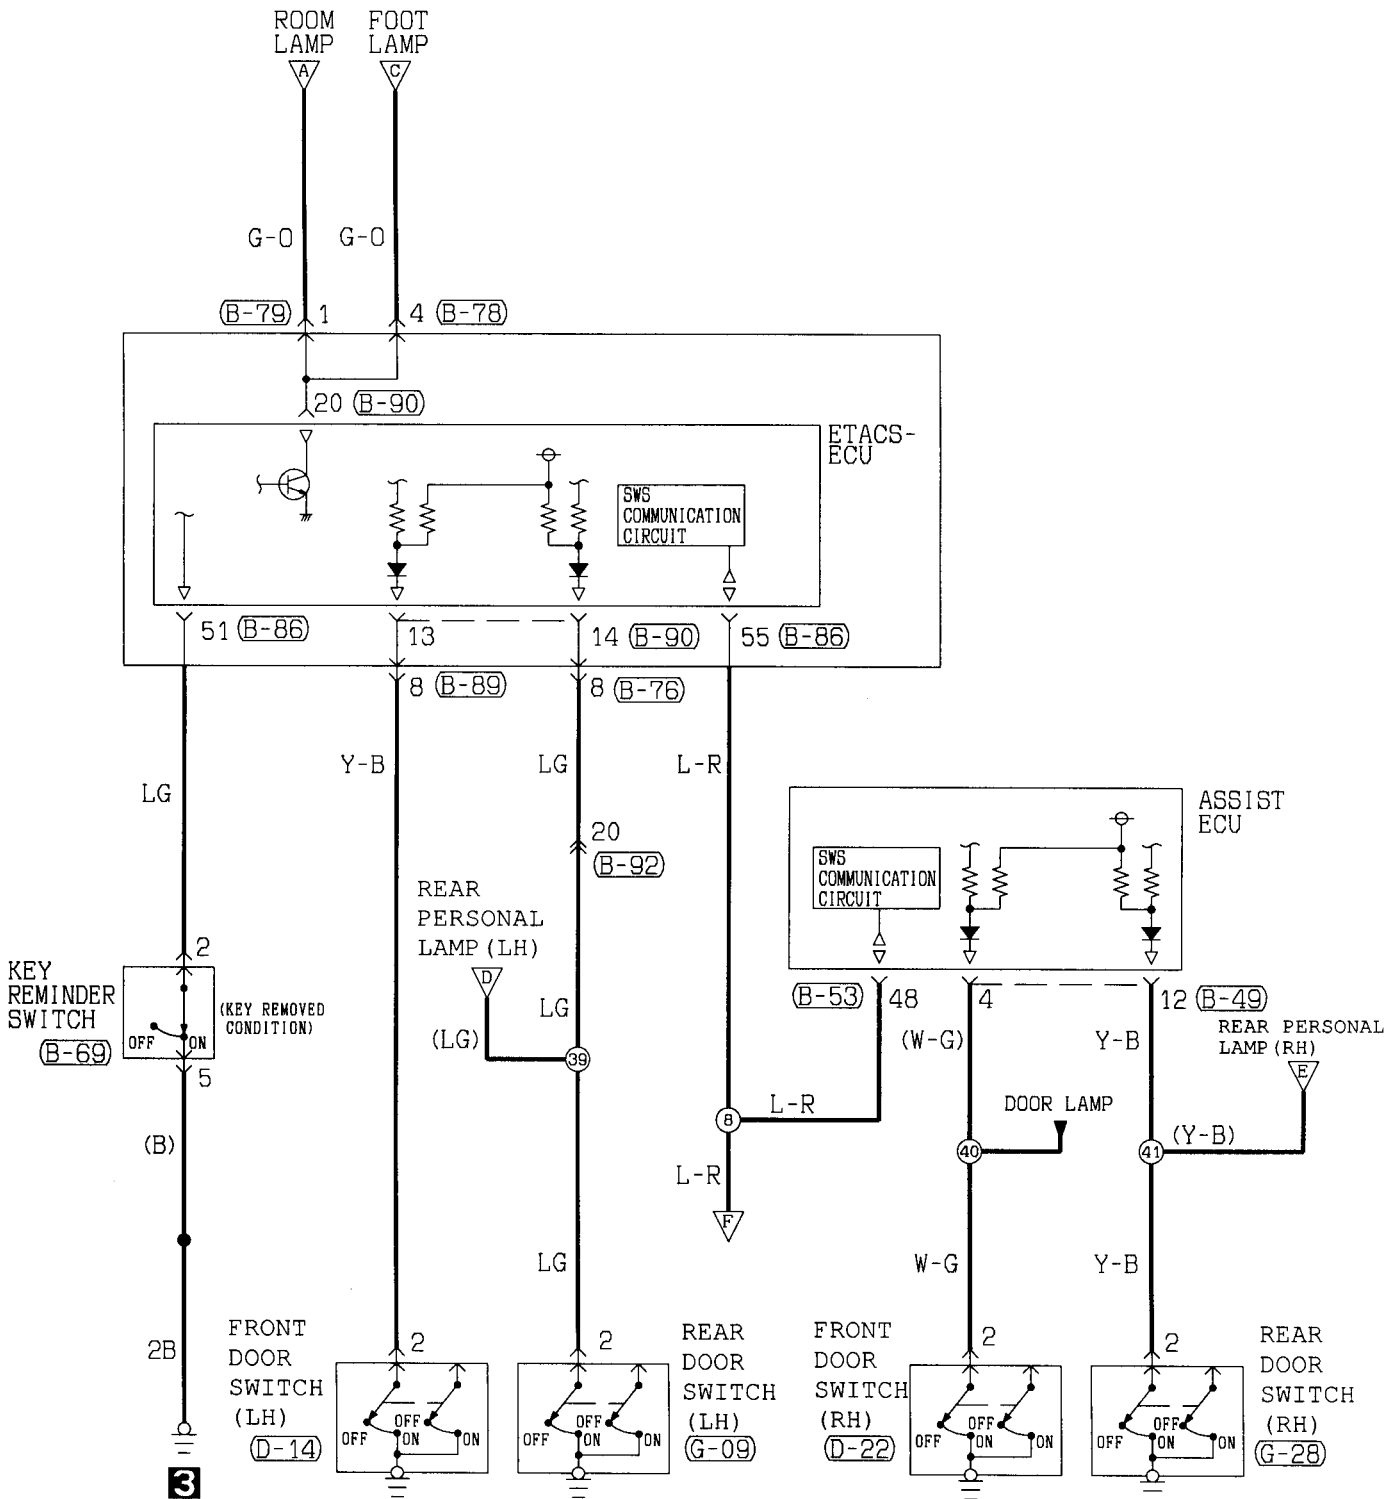 ROOM
LAMP
FOOT
LAMP
A
C
G-O
G-O
B-79
1
4
B-78
20
B-90
ETACS-
ECU
SWS
COMMUNICATION
CIRCUIT
51
B-86
13
14
B-90
55
B-86
8
B-89
8
B-76
LG
Y-B
LG
L-R
20
B-92
ASSIST
ECU
SWS
COMMUNICATION
CIRCUIT
REAR
PERSONAL
LAMP(LH)
D
(LG)
LG
39
2
KEY
REMINDER
SWITCH
B-69
(KEY REMOVED
CONDITION)
OFF
ON
5
B-53
48
4
12
B-49
(W-G)
Y-B
REAR PERSONAL
LAMP(RH)
E
DOOR LAMP
L-R
8
40
41
(Y-B)
(B)
L-R
F
LG
W-G
Y-B
2B
3
FRONT
DOOR
SWITCH
(LH)
D-14
2
OFF
OFF
ON
ON
2
OFF
OFF
ON
ON
REAR
DOOR
SWITCH
(LH)
G-09
FRONT
DOOR
SWITCH
(RH)
D-22
2
OFF
OFF
ON
ON
2
OFF
OFF
ON
ON
REAR
DOOR
SWITCH
(RH)
G-28